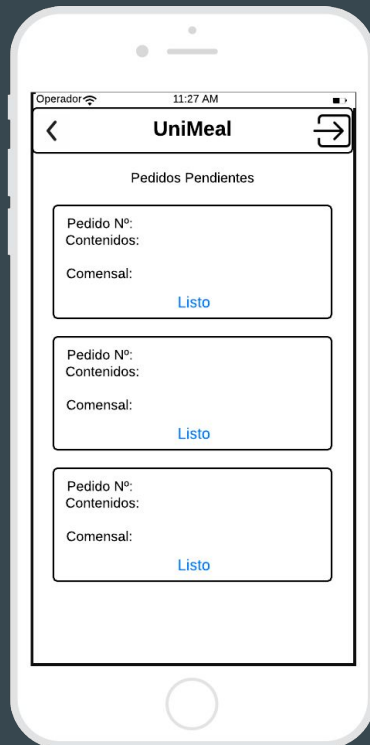 Operador 11:27 AM
UniMeal
Pedidos Pendientes
Pedido Nº:
Contenidos:
Comensal:
Listo
Pedido Nº:
Contenidos:
Comensal:
Listo
Pedido Nº:
Contenidos:
Comensal:
Listo